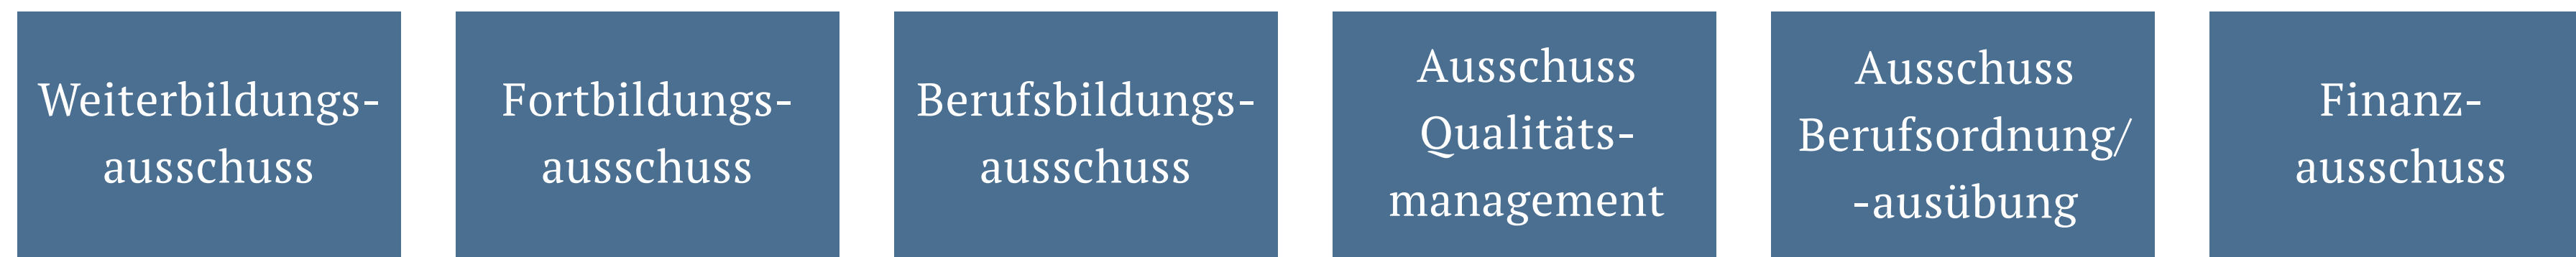 Weiterbildungs-
ausschuss
Fortbildungs-
ausschuss
Berufsbildungs-
ausschuss
Ausschuss
Qualitäts-
management
Ausschuss
Berufsordnung/
-ausübung
Finanz-
ausschuss